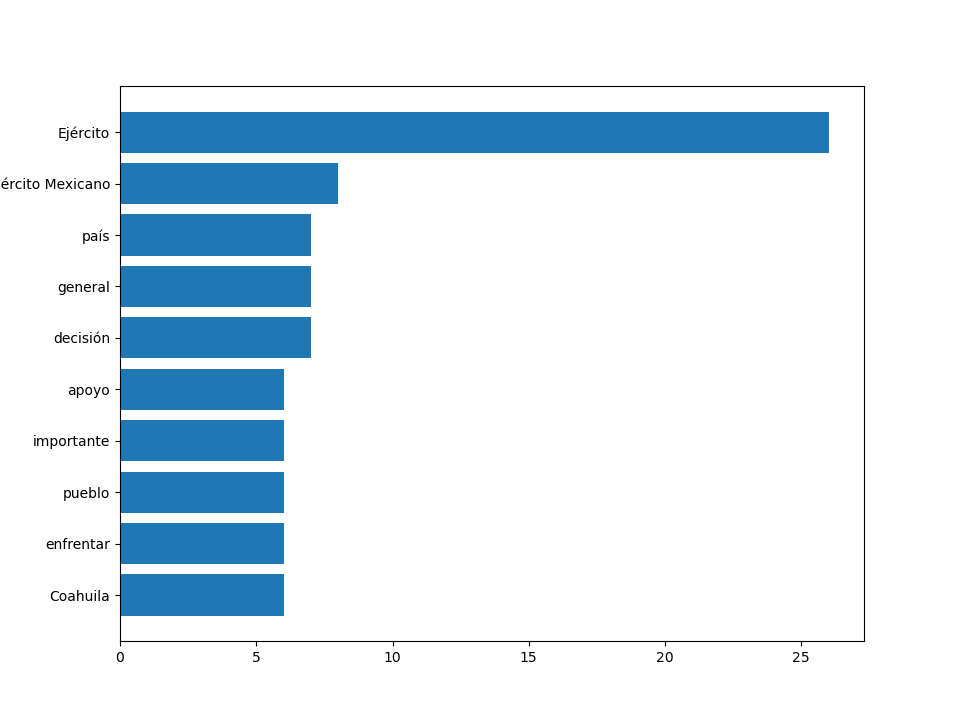 Ejército
ército Mexicano
país
general
decisión
apoyo
importante
pueblo
enfrentar
Coahuila
0 5 10 15 20 25